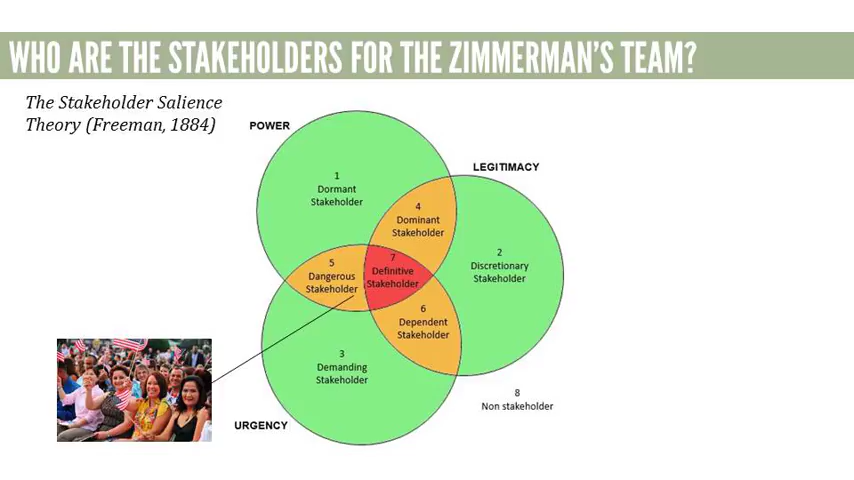 WHO ARE THE STAKEHOLDERS FOR THE ZIMMERMAN'S TEAM?
The Stakeholder Salience
Theory (Freeman, 1884)
POWER
LEGITIMACY
1
Dormant
Stakeholder
4
Dominant
Stakeholder
2
Discretionary
Stakeholder
5
Dangerous
Stakeholder
7
Definitive
Stakeholder
6
Dependent
Stakeholder
3
Demanding
Stakeholder
8
Non stakeholder
URGENCY